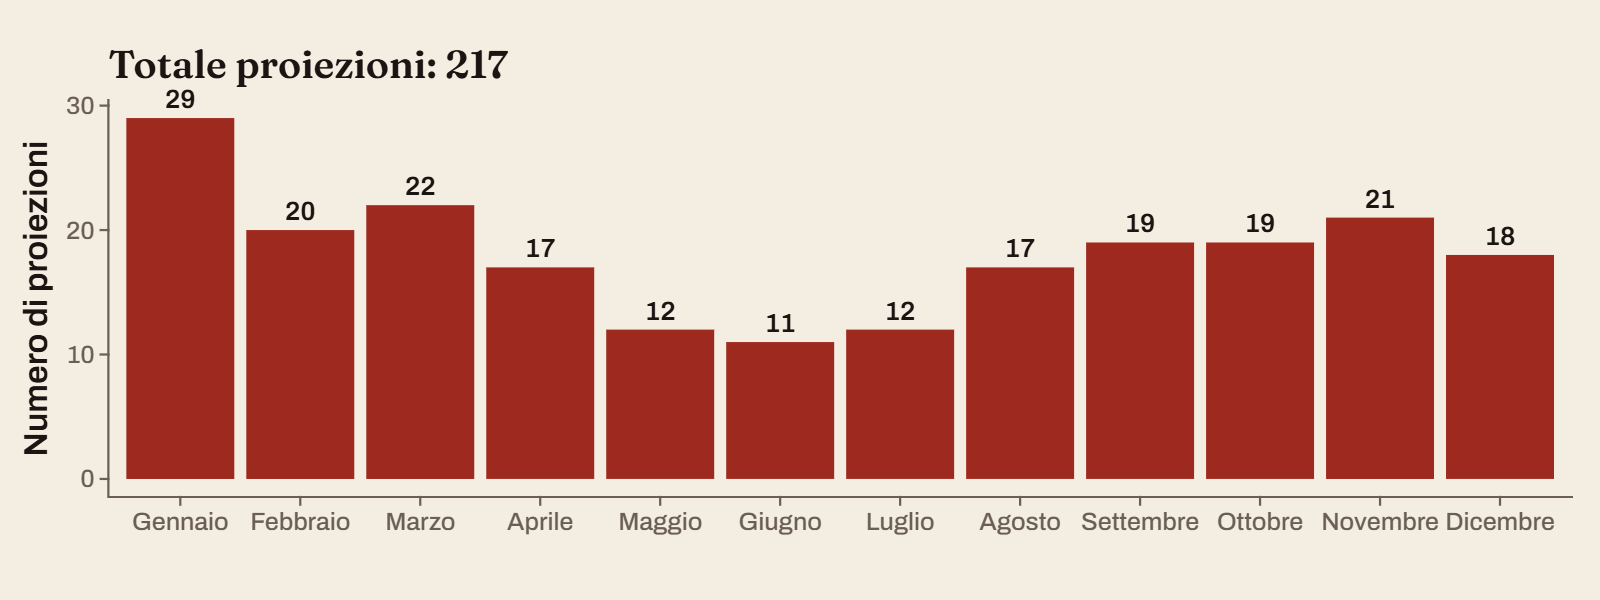 Totale proiezioni: 217
Numero di proiezioni
30
20
10
0
29
20
22
17
12
11
12
17
19
19
21
18
Gennaio
Febbraio
Marzo
Aprile
Maggio
Giugno
Luglio
Agosto
Settembre
Ottobre
Novembre
Dicembre